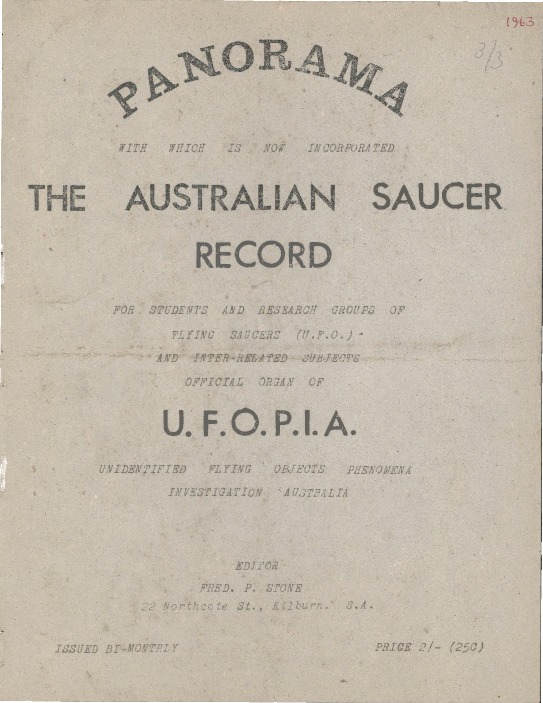 1963
3/3
PANORAMA
WITH WHICH IS NOW INCORPORATED
THE AUSTRALIAN SAUCER
RECORD
FOR STUDENTS AND RESEARCH GROUPS OF
FLYING SAUCERS (U.F.O.)
AND INTER-RELATED SUBJECTS
OFFICIAL ORGAN OF
U.F.O.P.I.A.
UNIDENTIFIED FLYING OBJECTS PHENOMENA
INVESTIGATION AUSTRALIA
EDITOR
FRED. P. STONE
22 Northcote St., Kilburn. S.A.
ISSUED BI-MONTHLY PRICE 2/- (25C)